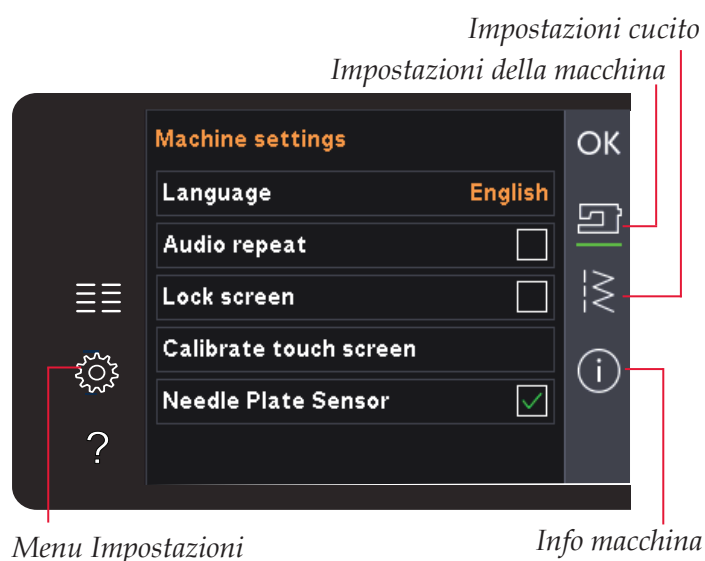 Impostazioni cucito
Impostazioni della macchina
Machine settings
OK
Language English
Audio repeat
Lock screen
Calibrate touch screen
i
Needle Plate Sensor
?
Menu Impostazioni
Info macchina